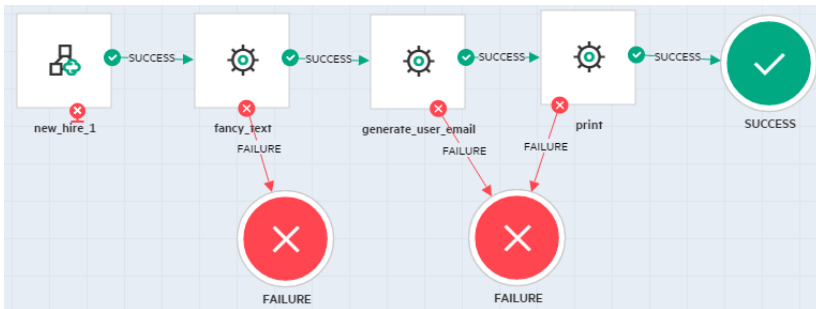 SUCCESS
SUCCESS
SUCCESS
SUCCESS
new_hire_1
fancy_text
generate_user_email
print
SUCCESS
FAILURE
FAILURE
FAILURE
FAILURE
FAILURE